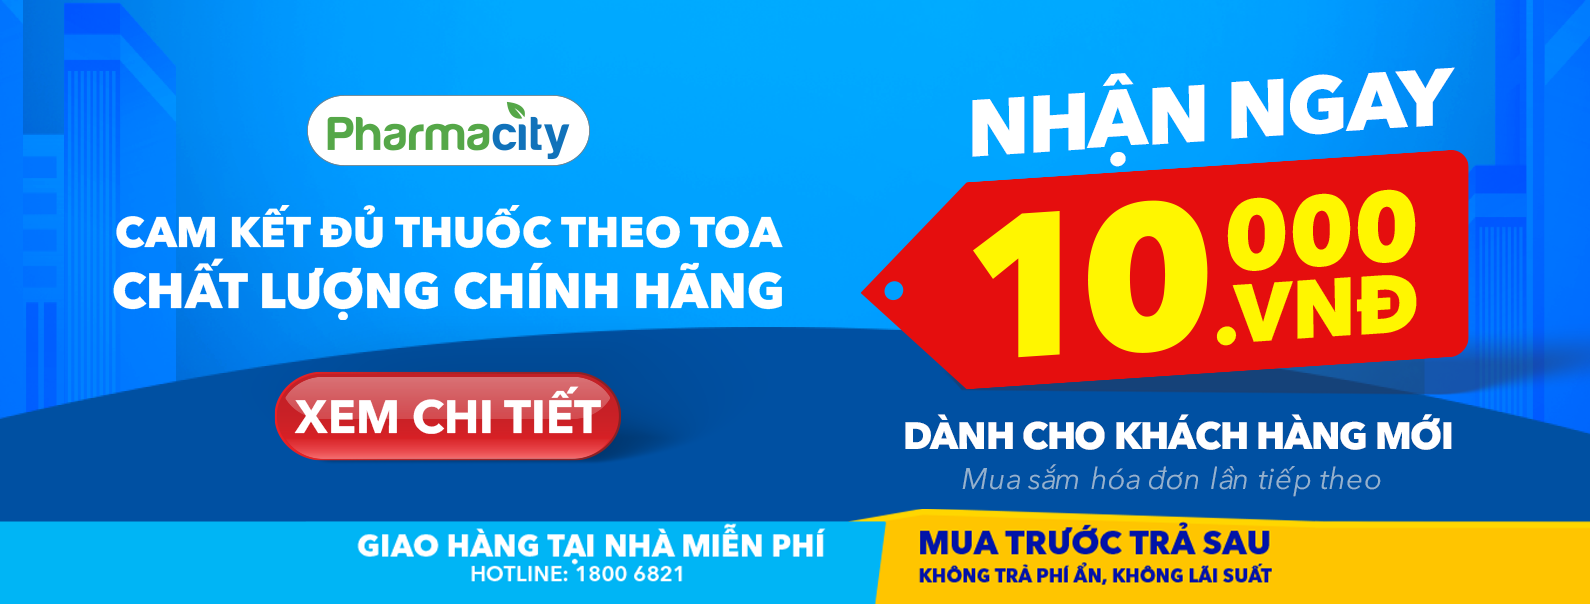 Pharmacity
CAM KẾT ĐỦ THUỐC THEO TOA
CHẤT LƯỢNG CHÍNH HÃNG
XEM CHI TIẾT
NHẬN NGAY
10.000
.VNĐ
DÀNH CHO KHÁCH HÀNG MỚI
Mua sắm hóa đơn lần tiếp theo
GIAO HÀNG TẠI NHÀ MIỄN PHÍ
HOTLINE: 1800 6821
MUA TRƯỚC TRẢ SAU
KHÔNG TRẢ PHÍ ẨN, KHÔNG LÃI SUẤT